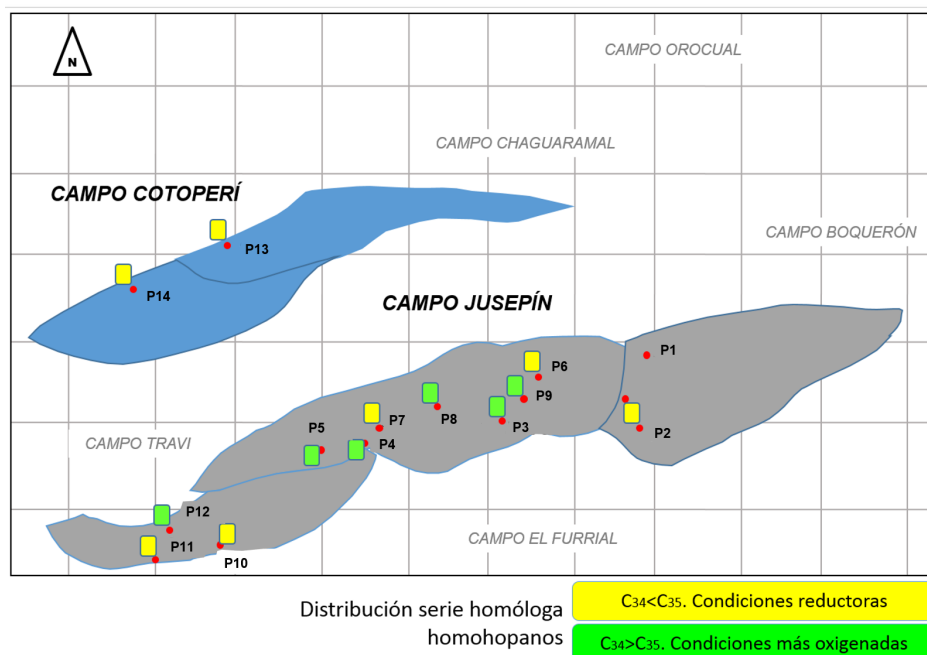 CAMPO OROCUAL
N
CAMPO CHAGUARAMAL
CAMPO COTOPERÍ
CAMPO BOQUERÓN
P13
P14
CAMPO JUSEPÍN
P1
P6
P9
P7
P8
P3
P2
P5
P4
CAMPO TRAVI
P12
P11
P10
CAMPO EL FURRIAL
Distribución serie homóloga
homohopanos
C₃₄<C₃₅. Condiciones reductoras
C₃₄>C₃₅. Condiciones más oxigenadas